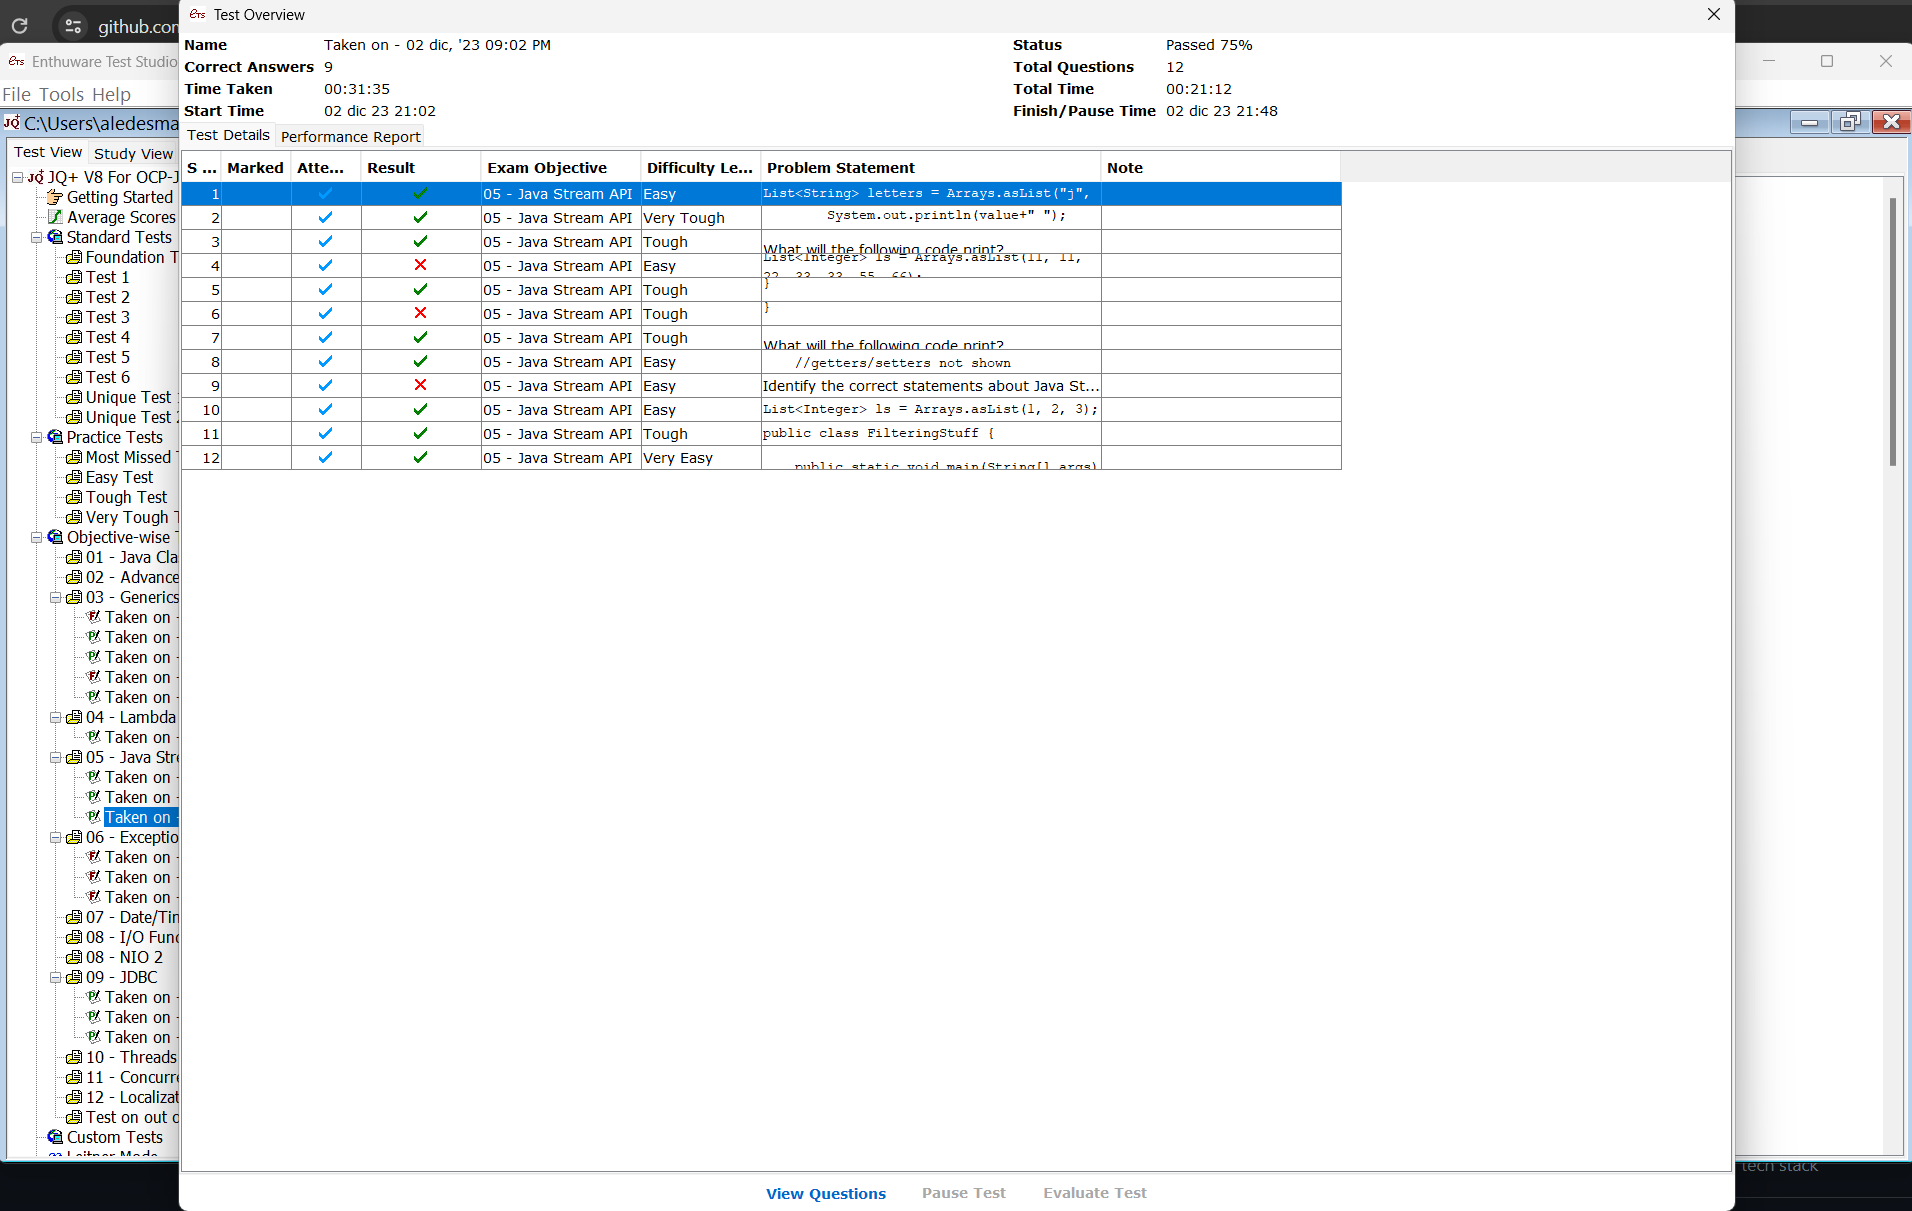 github.com
ETS Test Overview
Enthuware Test Studio
File Tools Help
C:\Users\aledesma
Test View Study View
JQ+ V8 For OCP-J
Getting Started
Average Scores
Standard Tests
Foundation T
Test 1
Test 2
Test 3
Test 4
Test 5
Test 6
Unique Test
Unique Test 2
Practice Tests
Most Missed T
Easy Test
Tough Test
Very Tough T
Objective-wise T
01 - Java Cla
02 - Advance
03 - Generics
Taken on -
Taken on -
Taken on -
Taken on -
Taken on -
04 - Lambda
Taken on -
05 - Java Stre
Taken on -
Taken on -
Taken on -
06 - Exceptio
Taken on -
Taken on -
Taken on -
07 - Date/Tim
08 - I/O Fund
08 - NIO 2
09 - JDBC
Taken on -
Taken on -
Taken on -
10 - Threads
11 - Concurre
12 - Localizat
Test on out o
Custom Tests
Leitner Mode
Name Taken on - 02 dic, '23 09:02 PM Status Passed 75%
Correct Answers 9 Total Questions 12
Time Taken 00:31:35 Total Time 00:21:12
Start Time 02 dic 23 21:02 Finish/Pause Time 02 dic 23 21:48
Test Details Performance Report
S ... Marked Atte... Result Exam Objective Difficulty Le... Problem Statement Note
1 05 - Java Stream API Easy List<String> letters = Arrays.asList("j",
2 05 - Java Stream API Very Tough System.out.println(value+" ");
3 05 - Java Stream API Tough What will the following code print?
4 05 - Java Stream API Easy List<Integer> ls = Arrays.asList(11, 11,
22, 33, 33, 55, 66);
5 05 - Java Stream API Tough }
6 05 - Java Stream API Tough }
7 05 - Java Stream API Tough What will the following code print?
8 05 - Java Stream API Easy //getters/setters not shown
9 05 - Java Stream API Easy Identify the correct statements about Java St...
10 05 - Java Stream API Easy List<Integer> ls = Arrays.asList(1, 2, 3);
11 05 - Java Stream API Tough public class FilteringStuff {
12 05 - Java Stream API Very Easy public static void main(String[] args)
View Questions Pause Test Evaluate Test
tech stack